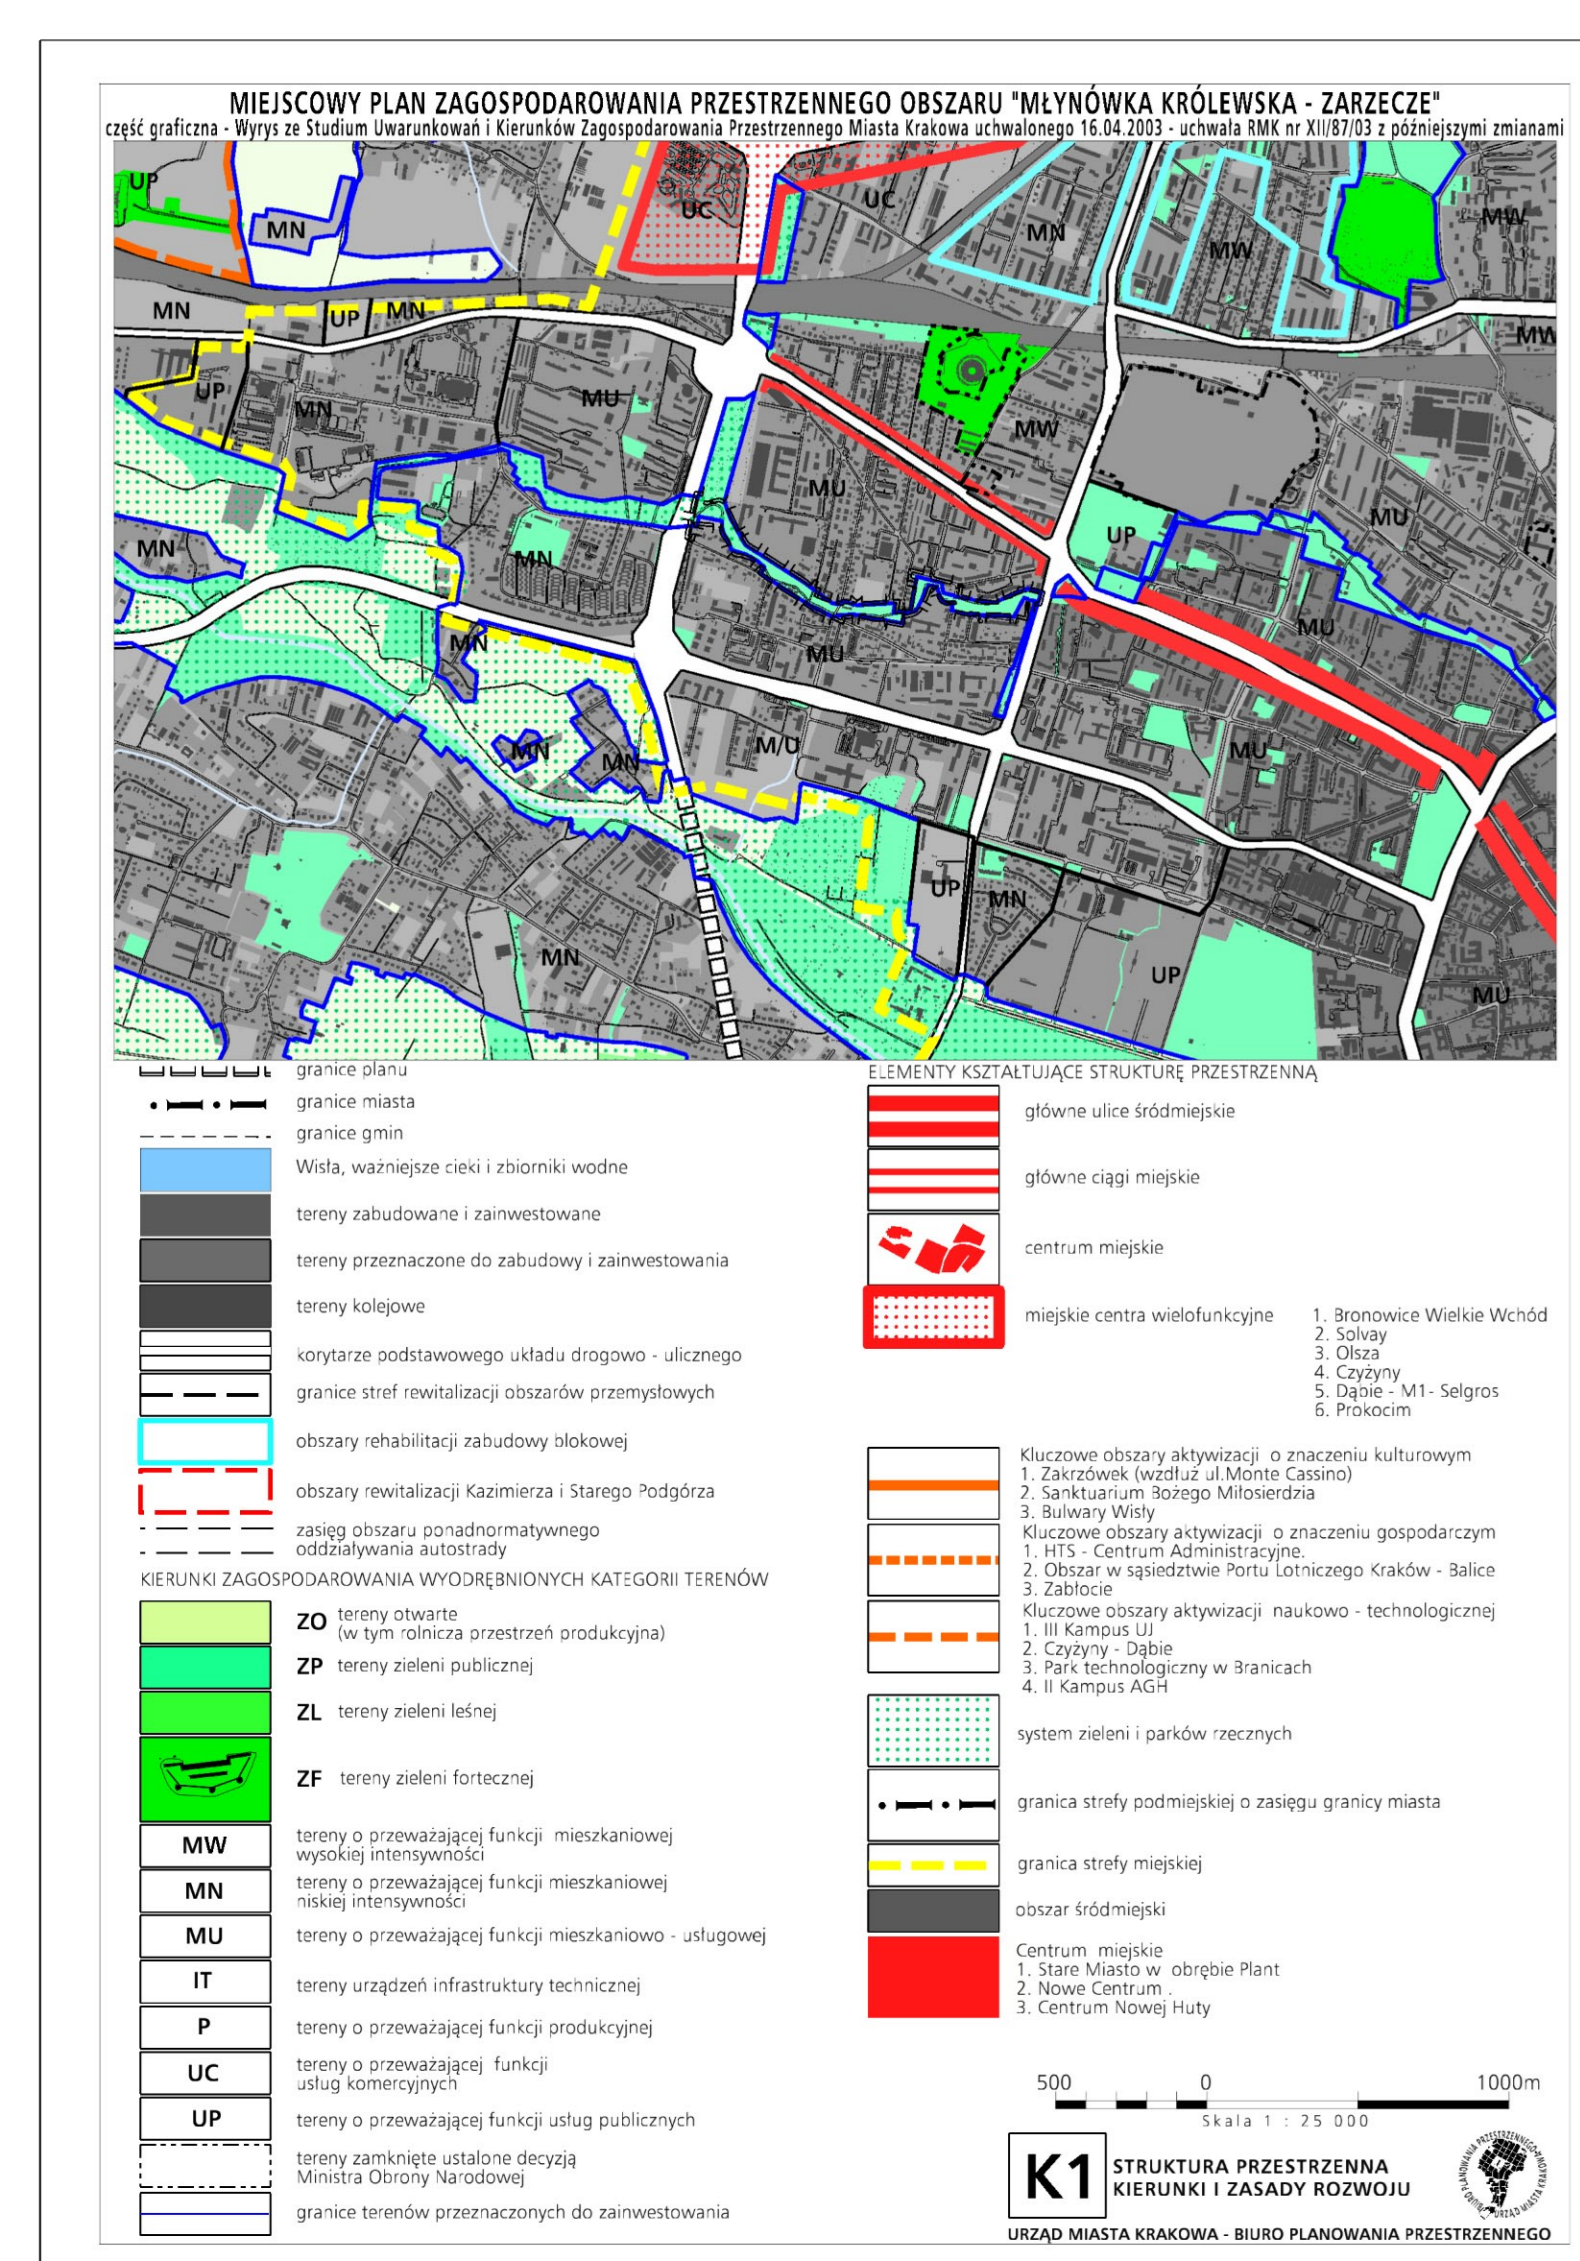 MIEJSCOWY PLAN ZAGOSPODAROWANIA PRZESTRZENNEGO OBSZARU "MŁYNÓWKA KRÓLEWSKA - ZARZECZE"
część graficzna - Wyrys ze Studium Uwarunkowań i Kierunków Zagospodarowania Przestrzennego Miasta Krakowa uchwalonego 16.04.2003 - uchwała RMK nr XII/87/03 z późniejszymi zmianami
UP
UC
UC
MN
MN
MW
MW
MN
UP
MN
MW
UP
MN
MU
MW
MU
MU
UP
MN
MN
MU
MN
MU
MN
MN
M/U
MU
UP
MN
MN
UP
MU
granice planu
granice miasta
granice gmin
Wisła, ważniejsze cieki i zbiorniki wodne
tereny zabudowane i zainwestowane
tereny przeznaczone do zabudowy i zainwestowania
tereny kolejowe
korytarze podstawowego układu drogowo - ulicznego
granice stref rewitalizacji obszarów przemysłowych
obszary rehabilitacji zabudowy blokowej
obszary rewitalizacji Kazimierza i Starego Podgórza
zasięg obszaru ponadnormatywnego
oddziaływania autostrady
KIERUNKI ZAGOSPODAROWANIA WYODRĘBNIONYCH KATEGORII TERENÓW
ZO tereny otwarte
(w tym rolnicza przestrzeń produkcyjna)
ZP tereny zieleni publicznej
ZL tereny zieleni leśnej
ZF tereny zieleni fortecznej
MW tereny o przeważającej funkcji mieszkaniowej
wysokiej intensywności
MN tereny o przeważającej funkcji mieszkaniowej
niskiej intensywności
MU tereny o przeważającej funkcji mieszkaniowo - usługowej
IT tereny urządzeń infrastruktury technicznej
P tereny o przeważającej funkcji produkcyjnej
UC tereny o przeważającej funkcji
usług komercyjnych
UP tereny o przeważającej funkcji usług publicznych
tereny zamknięte ustalone decyzją
Ministra Obrony Narodowej
granice terenów przeznaczonych do zainwestowania
ELEMENTY KSZTAŁTUJĄCE STRUKTURĘ PRZESTRZENNĄ
główne ulice śródmiejskie
główne ciągi miejskie
centrum miejskie
miejskie centra wielofunkcyjne
1. Bronowice Wielkie Wchód
2. Solvay
3. Olsza
4. Czyżyny
5. Dąbie - M1- Selgros
6. Prokocim
Kluczowe obszary aktywizacji o znaczeniu kulturowym
1. Zakrzówek (wzdłuż ul.Monte Cassino)
2. Sanktuarium Bożego Miłosierdzia
3. Bulwary Wisły
Kluczowe obszary aktywizacji o znaczeniu gospodarczym
1. HTS - Centrum Administracyjne.
2. Obszar w sąsiedztwie Portu Lotniczego Kraków - Balice
3. Zabłocie
Kluczowe obszary aktywizacji naukowo - technologicznej
1. III Kampus UJ
2. Czyżyny - Dąbie
3. Park technologiczny w Branicach
4. II Kampus AGH
system zieleni i parków rzecznych
granica strefy podmiejskiej o zasięgu granicy miasta
granica strefy miejskiej
obszar śródmiejski
Centrum miejskie
1. Stare Miasto w obrębie Plant
2. Nowe Centrum .
3. Centrum Nowej Huty
500 0 1000m
Skala 1 : 25 000
K1 STRUKTURA PRZESTRZENNA
KIERUNKI I ZASADY ROZWOJU
URZĄD MIASTA KRAKOWA - BIURO PLANOWANIA PRZESTRZENNEGO